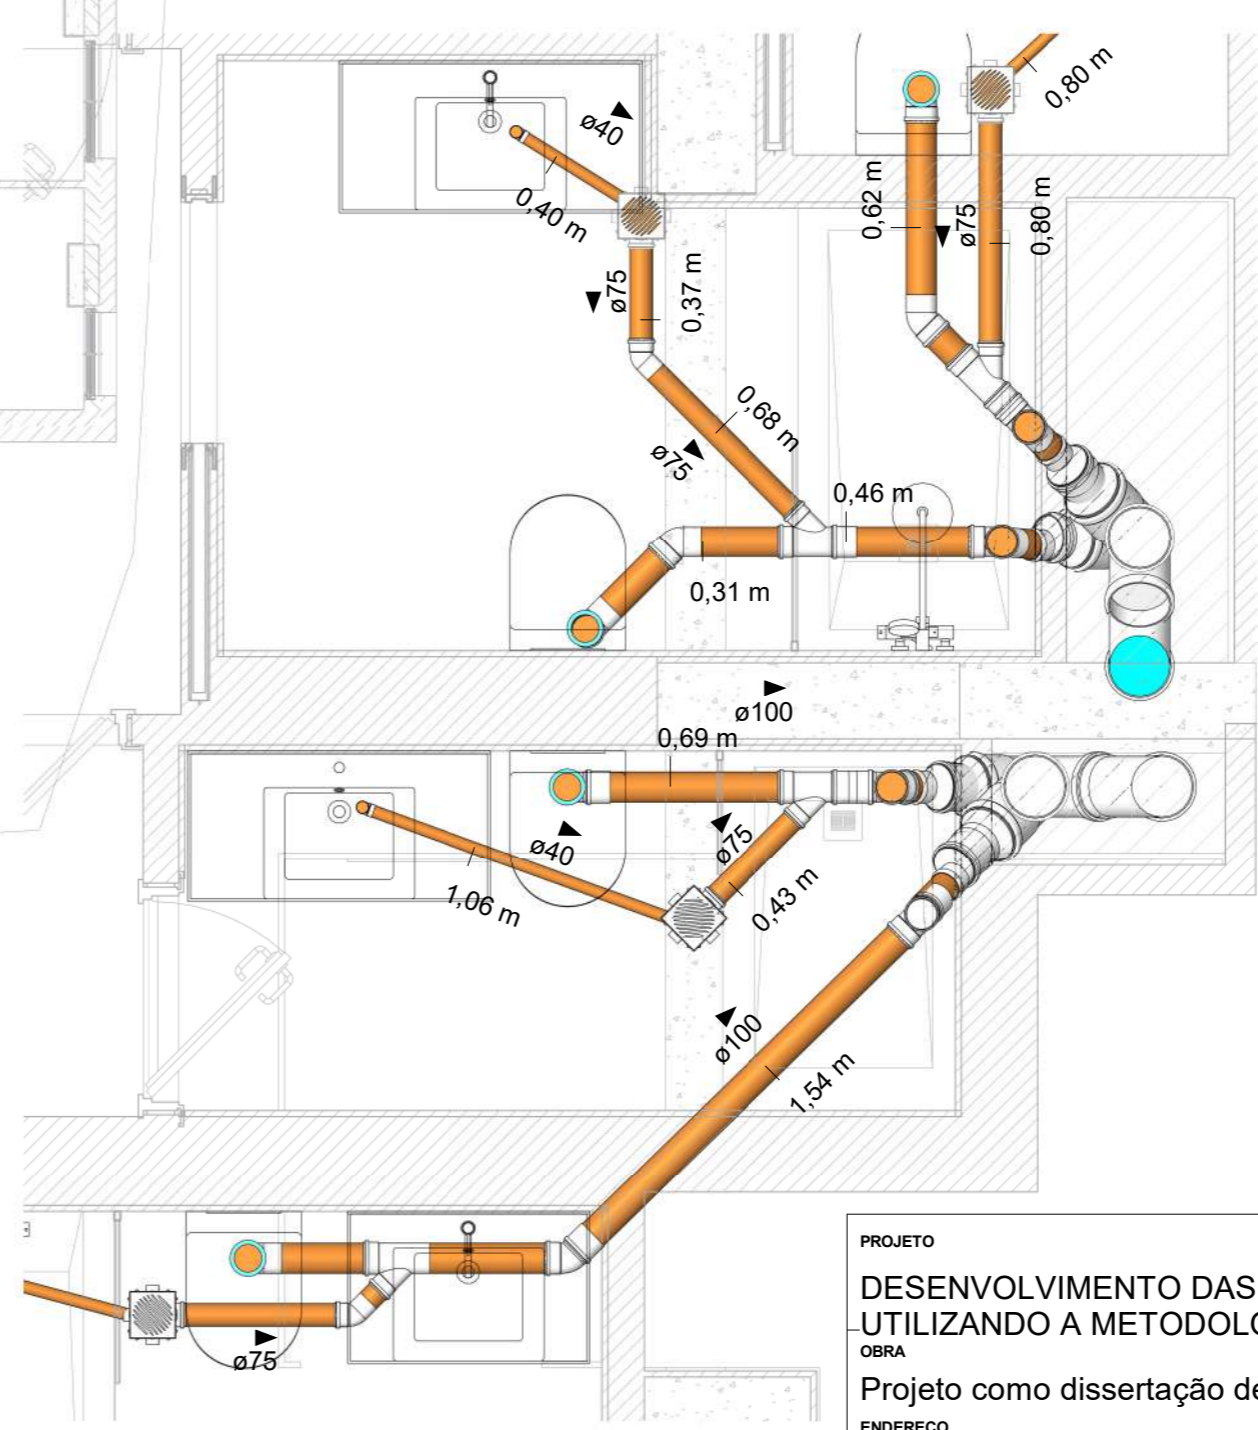 ø40
0,40 m
ø75
0,37 m
0,80 m
0,62 m
ø75
0,80 m
0,68 m
ø75
0,46 m
0,31 m
ø100
0,69 m
ø40
1,06 m
ø75
0,43 m
ø100
1,54 m
ø75
PROJETO
DESENVOLVIMENTO DAS
UTILIZANDO A METODOLO
OBRA
Projeto como dissertação de
ENDEREÇO